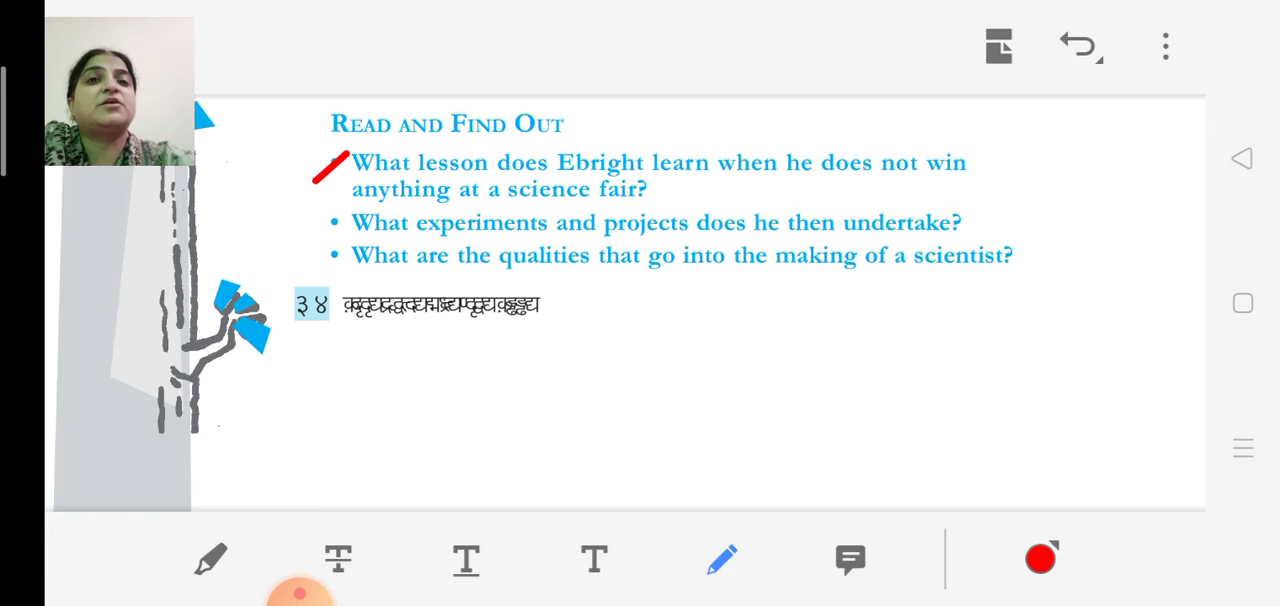 READ AND FIND OUT
What lesson does Ebright learn when he does not win
anything at a science fair?
• What experiments and projects does he then undertake?
• What are the qualities that go into the making of a scientist?
३४